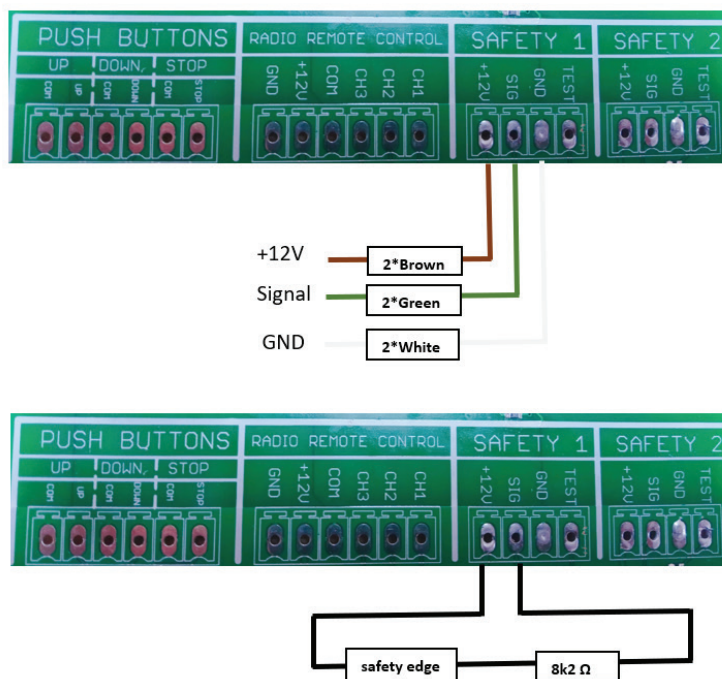 PUSH BUTTONS RADIO REMOTE CONTROL SAFETY 1 SAFETY 2
UP DOWN, STOP
COM UP COM DOWN COM STOP GND +12V COM CH3 CH2 CH1 +12V SIG GND TEST +12V SIG GND TEST
+12V 2*Brown
Signal 2*Green
GND 2*White
PUSH BUTTONS RADIO REMOTE CONTROL SAFETY 1 SAFETY 2
UP DOWN, STOP
COM UP COM DOWN COM STOP GND +12V COM CH3 CH2 CH1 +12V SIG GND TEST +12V SIG GND TEST
safety edge 8k2 Ω